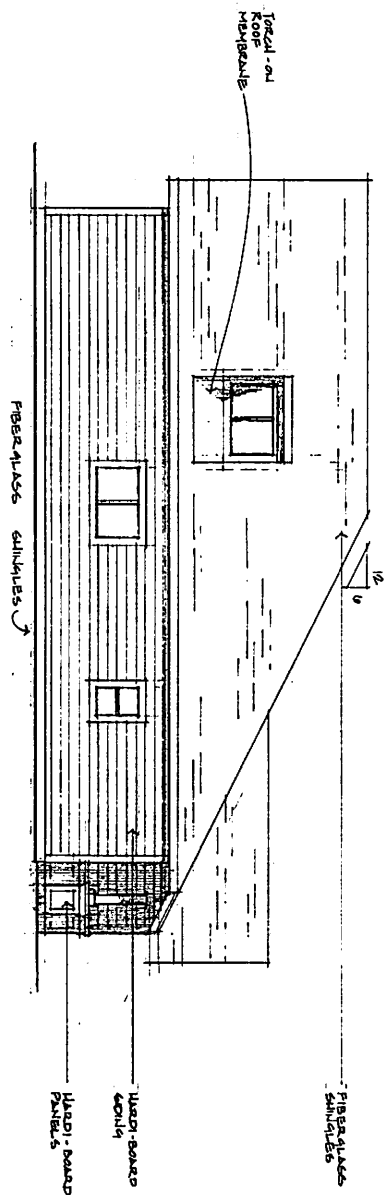 TORCH-ON
ROOF
MEMBRANE
12
6
FIBERGLASS
SHINGLES
HARDI-BOARD
SIDING
HARDI-BOARD
PANELS
FIBERGLASS SHINGLES